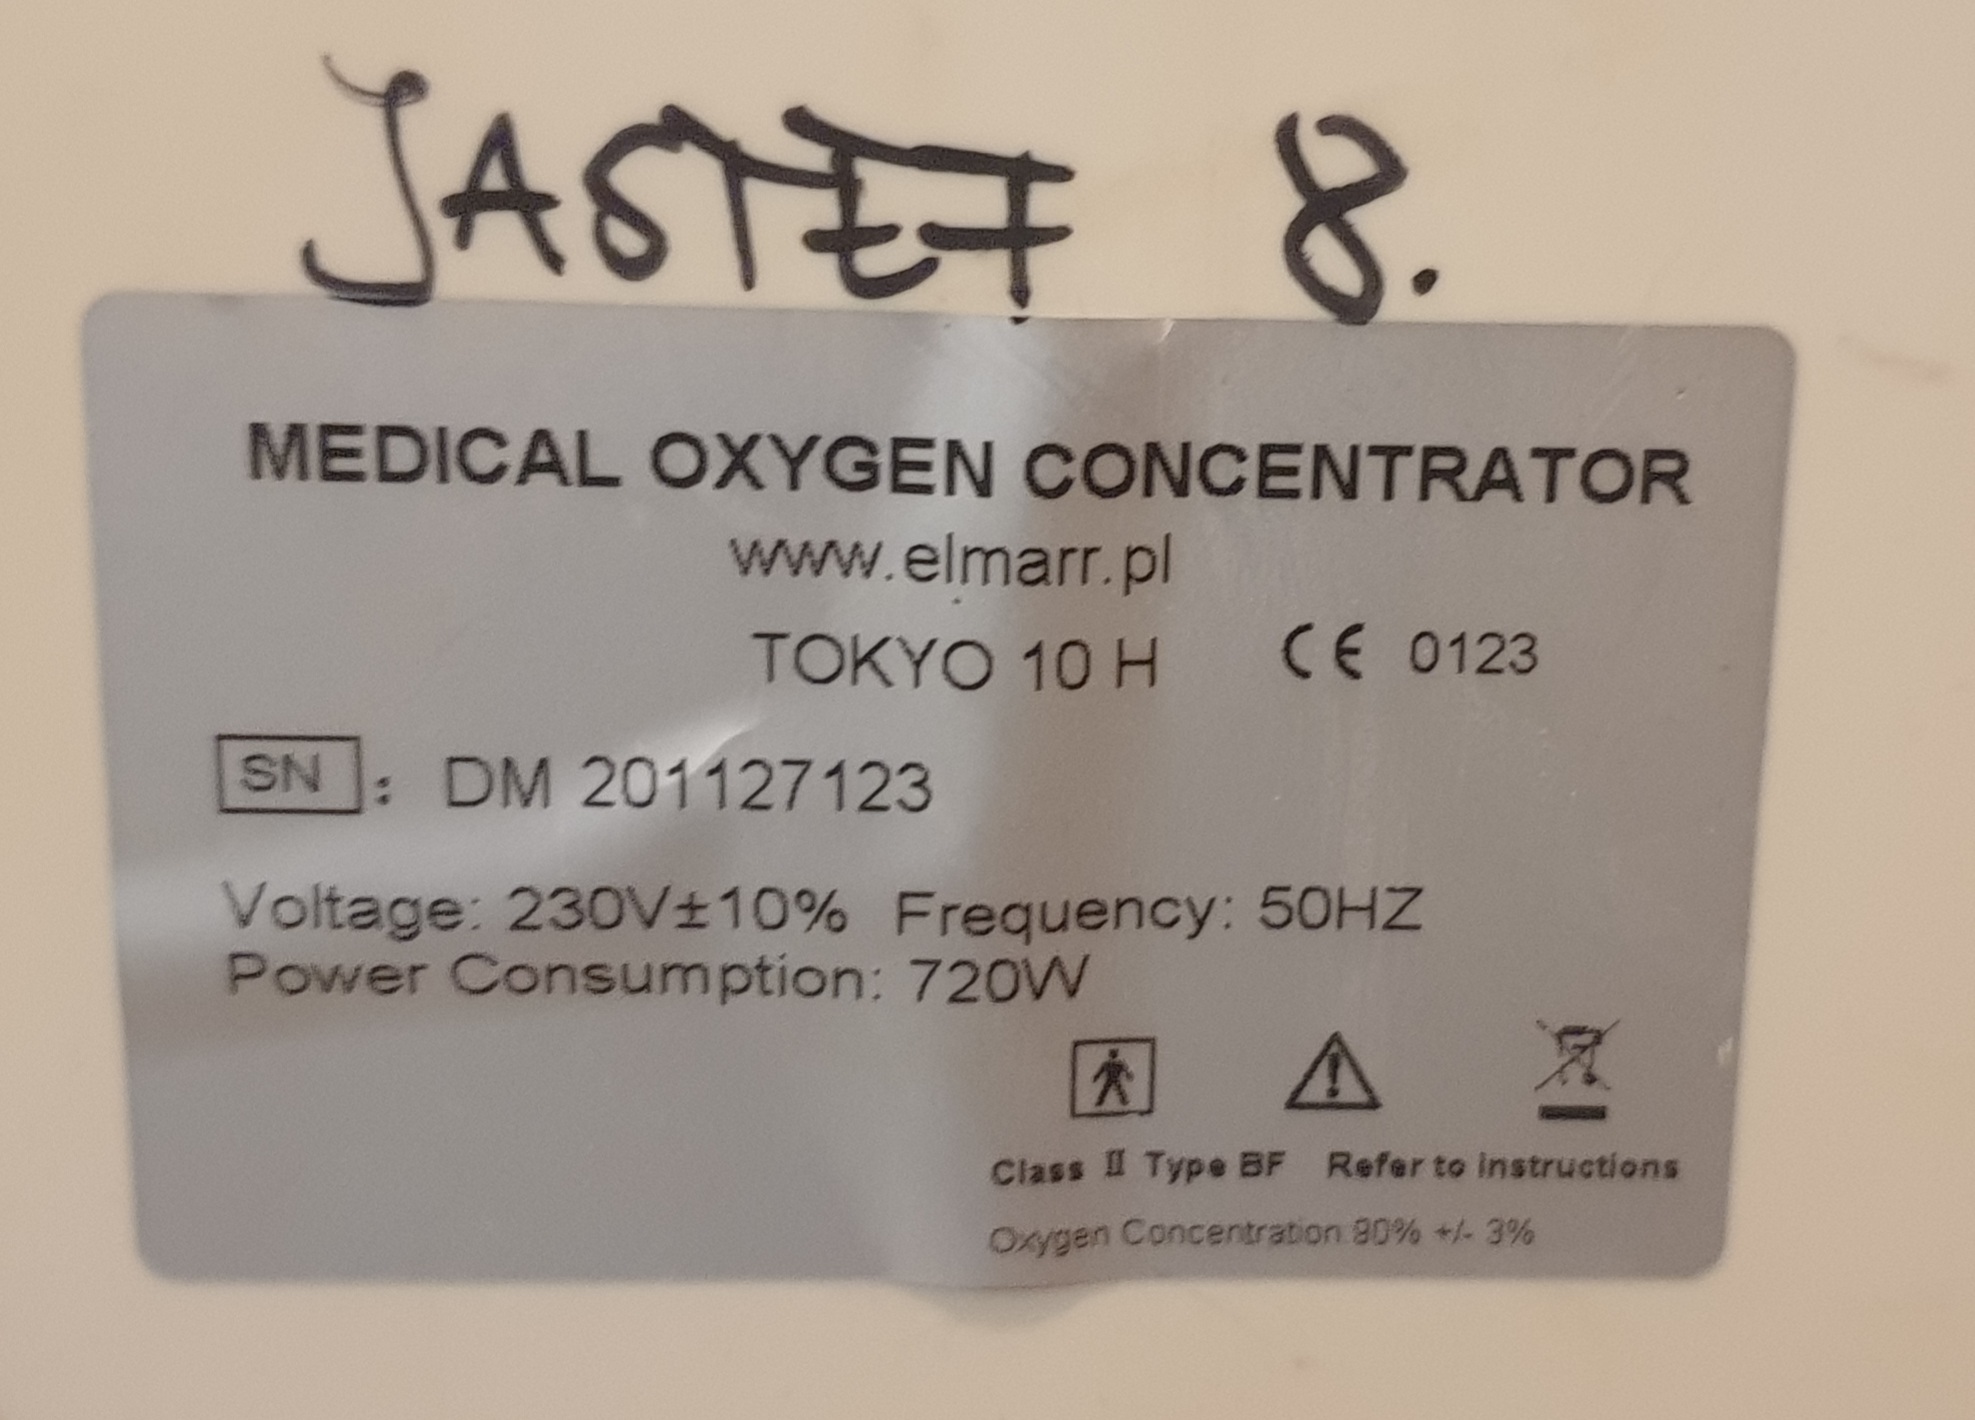 JASTEF 8.
MEDICAL OXYGEN CONCENTRATOR
www.elmarr.pl
TOKYO 10 H CE 0123
SN: DM 201127123
Voltage: 230V±10% Frequency: 50HZ
Power Consumption: 720W
Class II Type BF Refer to instructions
Oxygen Concentration 90% +/- 3%